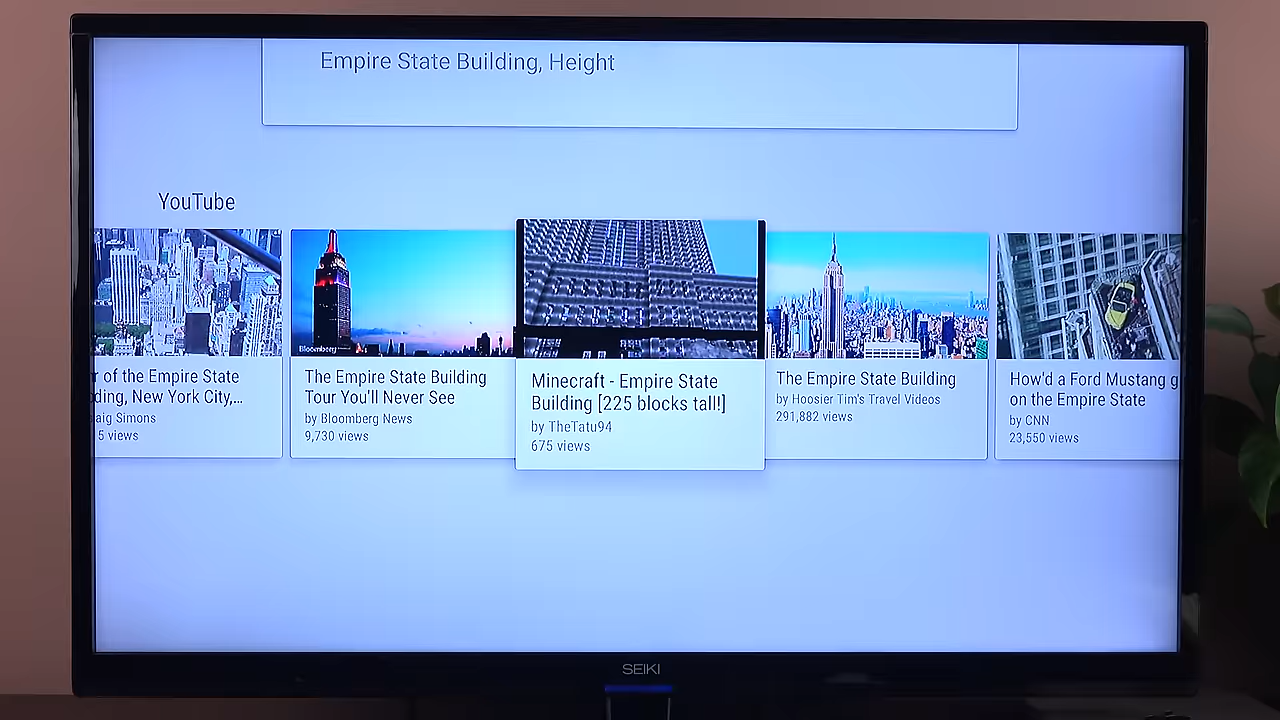 Empire State Building, Height
YouTube
r of the Empire State
ding, New York City,...
aig Simons
5 views
Bloomberg
The Empire State Building
Tour You'll Never See
by Bloomberg News
9,730 views
Minecraft - Empire State
Building [225 blocks tall!]
by TheTatu94
675 views
The Empire State Building
by Hoosier Tim's Travel Videos
291,882 views
How'd a Ford Mustang g
on the Empire State
by CNN
23,550 views
SEIKI